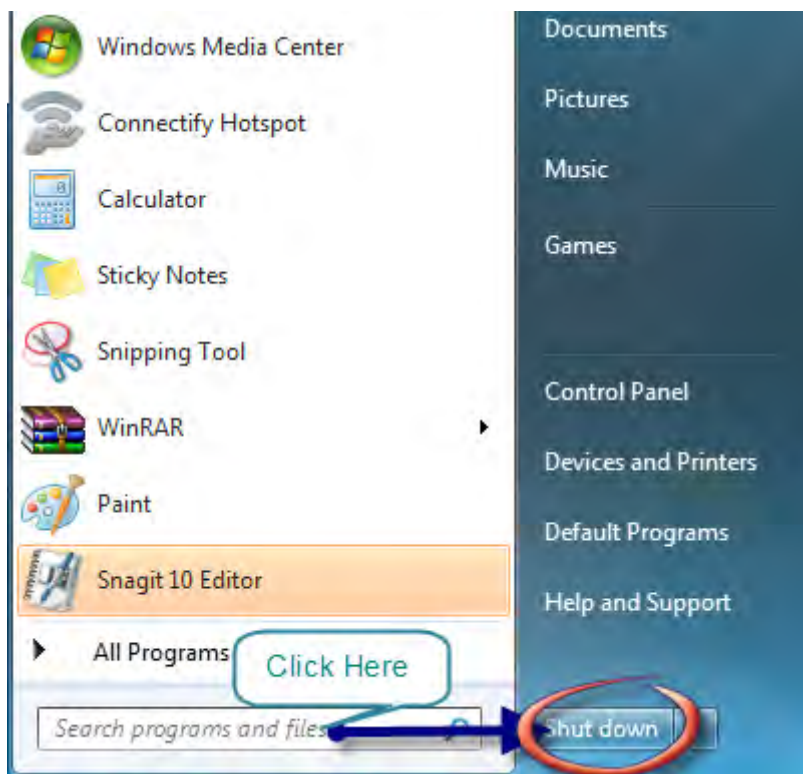 Windows Media Center
Connectify Hotspot
Calculator
Sticky Notes
Snipping Tool
WinRAR
Paint
Snagit 10 Editor
All Programs
Click Here
Search programs and files
Documents
Pictures
Music
Games
Control Panel
Devices and Printers
Default Programs
Help and Support
Shut down